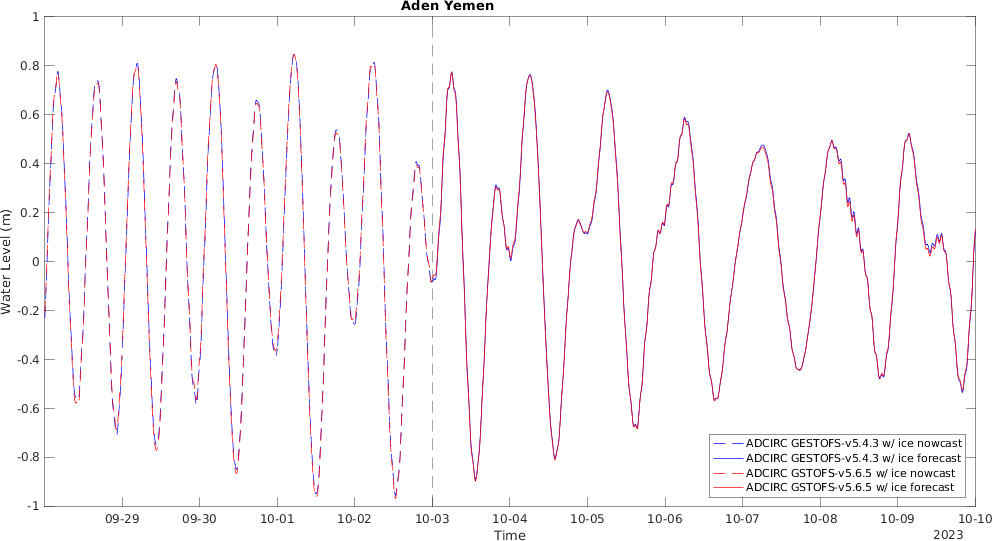 Aden Yemen
1
0.8
0.6
0.4
0.2
0
-0.2
-0.4
-0.6
-0.8
-1
Water Level (m)
09-29 09-30 10-01 10-02 10-03 10-04 10-05 10-06 10-07 10-08 10-09 10-10
Time
2023
ADCIRC GESTOFS-v5.4.3 w/ ice nowcast
ADCIRC GESTOFS-v5.4.3 w/ ice forecast
ADCIRC GSTOFS-v5.6.5 w/ ice nowcast
ADCIRC GSTOFS-v5.6.5 w/ ice forecast